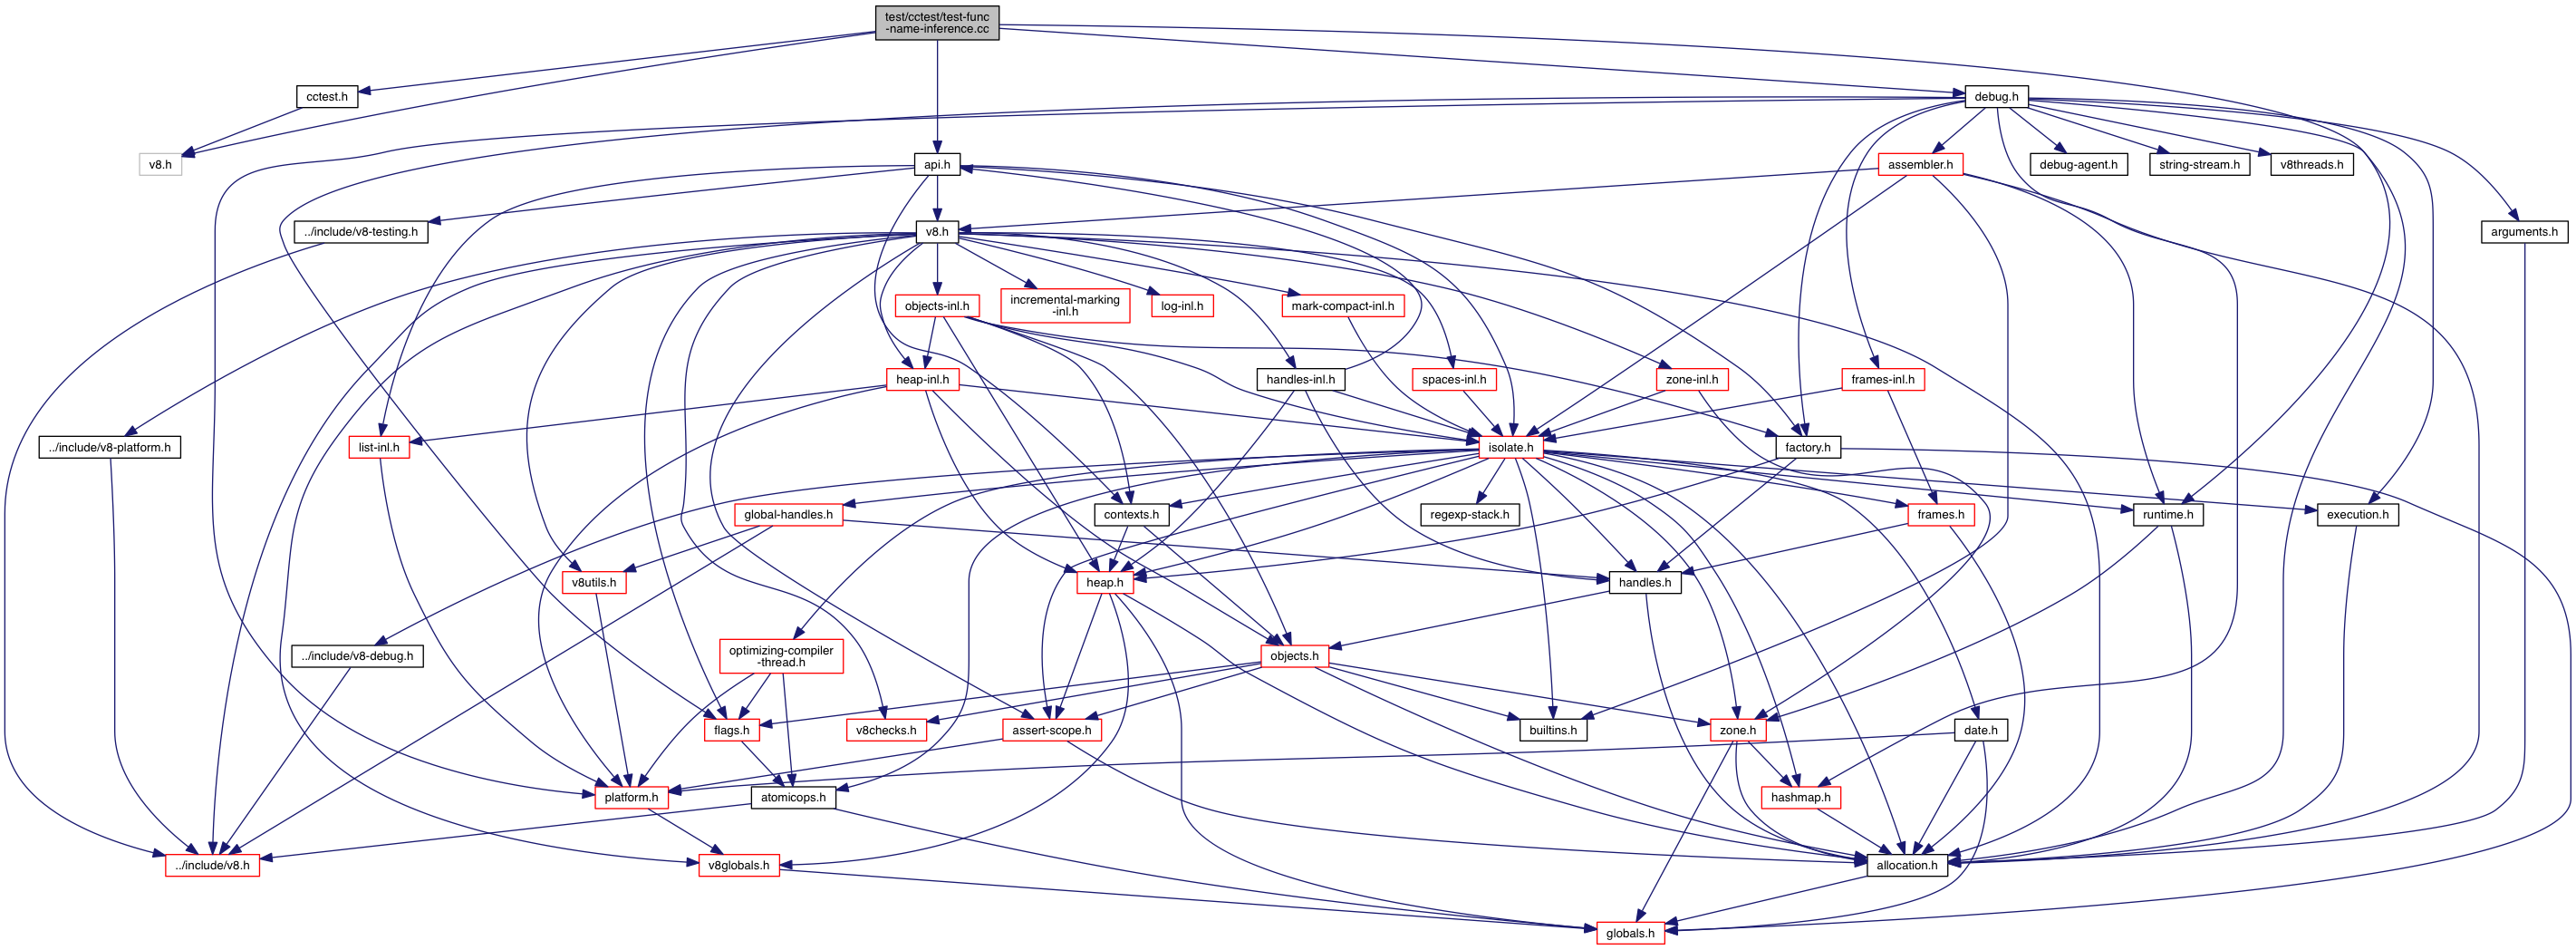 test/cctest/test-func
-name-inference.cc
cctest.h
debug.h
v8.h
api.h
assembler.h
debug-agent.h
string-stream.h
v8threads.h
../include/v8-testing.h
v8.h
arguments.h
objects-inl.h
incremental-marking
-inl.h
log-inl.h
mark-compact-inl.h
heap-inl.h
handles-inl.h
spaces-inl.h
zone-inl.h
frames-inl.h
../include/v8-platform.h
list-inl.h
isolate.h
factory.h
global-handles.h
contexts.h
regexp-stack.h
frames.h
runtime.h
execution.h
v8utils.h
heap.h
handles.h
../include/v8-debug.h
optimizing-compiler
-thread.h
objects.h
flags.h
v8checks.h
assert-scope.h
builtins.h
zone.h
date.h
platform.h
atomicops.h
hashmap.h
../include/v8.h
v8globals.h
allocation.h
globals.h